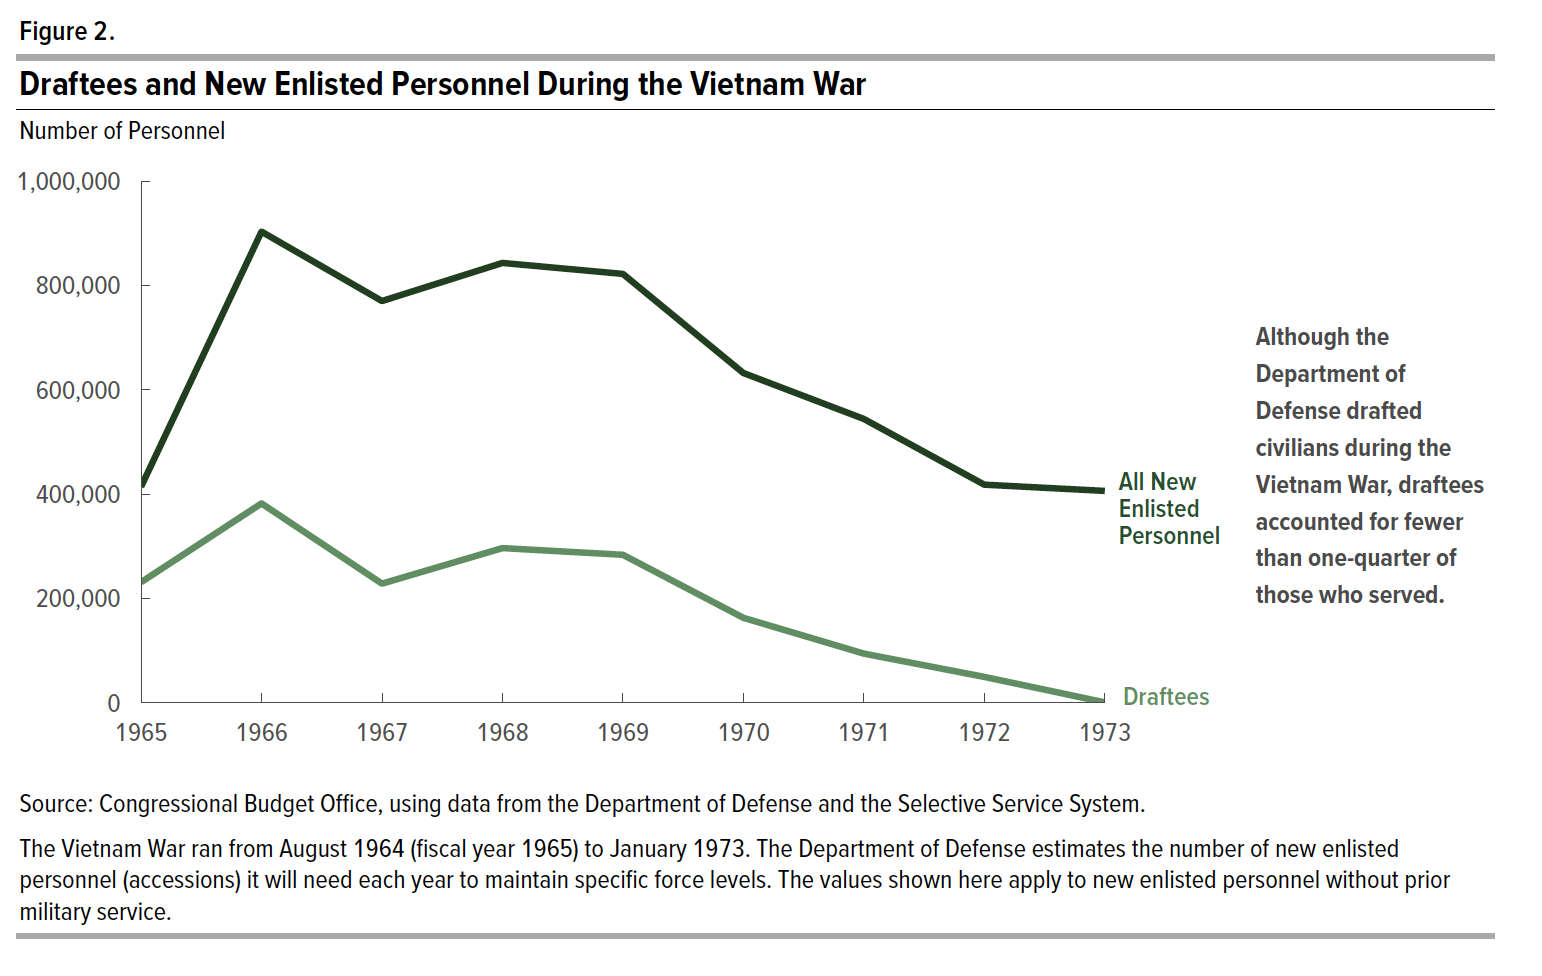 Figure 2.
Draftees and New Enlisted Personnel During the Vietnam War
Number of Personnel
1,000,000
800,000
600,000
400,000
200,000
0
1965 1966 1967 1968 1969 1970 1971 1972 1973
All New
Enlisted
Personnel
Draftees
Although the
Department of
Defense drafted
civilians during the
Vietnam War, draftees
accounted for fewer
than one-quarter of
those who served.
Source: Congressional Budget Office, using data from the Department of Defense and the Selective Service System.
The Vietnam War ran from August 1964 (fiscal year 1965) to January 1973. The Department of Defense estimates the number of new enlisted
personnel (accessions) it will need each year to maintain specific force levels. The values shown here apply to new enlisted personnel without prior
military service.